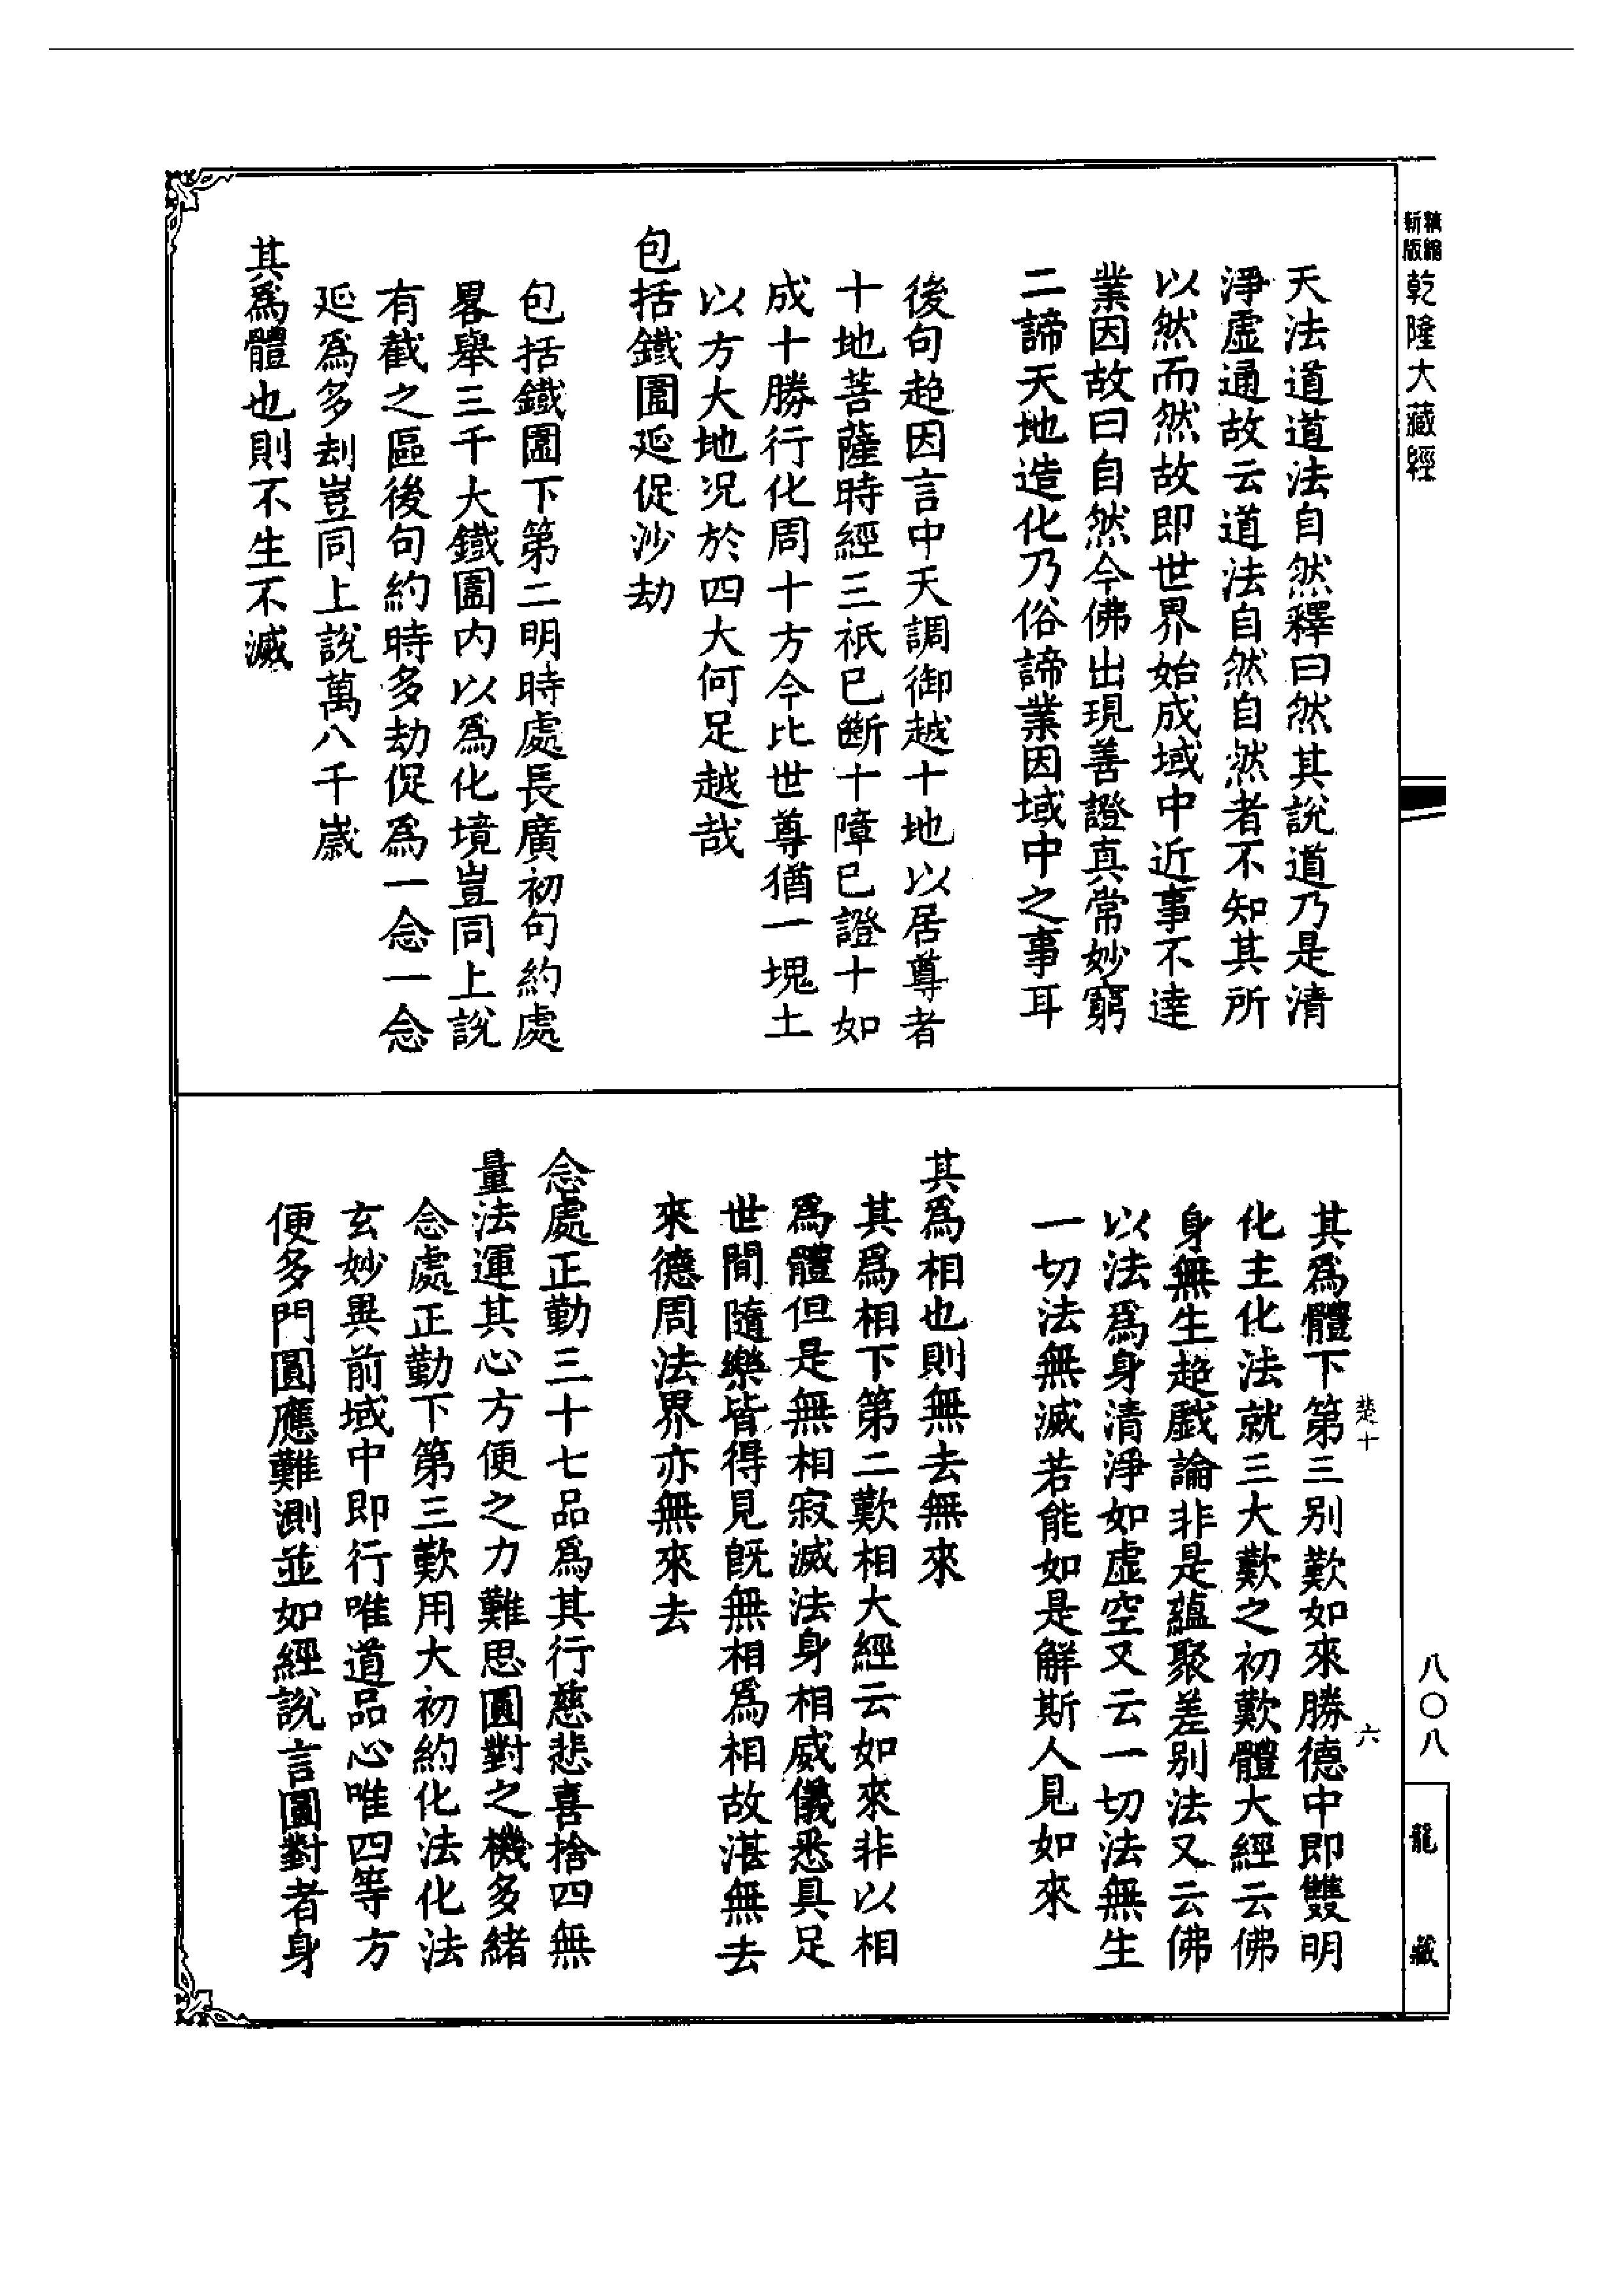 精縮新版乾隆大藏經
天法道道法自然釋曰然其說道乃是清
淨虛通故云道法自然自然者不知其所
以然而然故即世界始成域中近事不達
業因故曰自然今佛出現善證真常妙窮
二諦天地造化乃俗諦業因域中之事耳
後句超因言中天調御越十地以居尊者
十地菩薩時經三祇已斷十障已證十如
成十勝行化周十方今比世尊猶一塊土
以方大地况於四大何足越哉
包括鐵圍延促沙劫
包括鐵圍下第二明時處長廣初句約處
畧舉三千大鐵圍內以為化境豈同上說
有截之區後句約時多劫促為一念一念
延為多刦豈同上說萬八千歲
其為體也則不生不滅
其為體下第三別歎如來勝德中即雙明
化主化法就三大歎之初歎體大經云佛
身無生超戲論非是蘊聚差別法又云佛
以法為身清淨如虛空又云一切法無生
一切法無滅若能如是解斯人見如來
其為相也則無去無來
其為相下第二歎相大經云如來非以相
為體但是無相寂滅法身相威儀悉具足
世間隨樂皆得見既無相為相故湛無去
來德周法界亦無來去
念處正勤三十七品為其行慈悲喜捨四無
量法運其心方便之力難思圓對之機多緒
念處正勤下第三歎用大初約化法化法
玄妙異前域中即行唯道品心唯四等方
便多門圓應難測並如經說言圓對者身
楚十
六
八〇八
龍藏